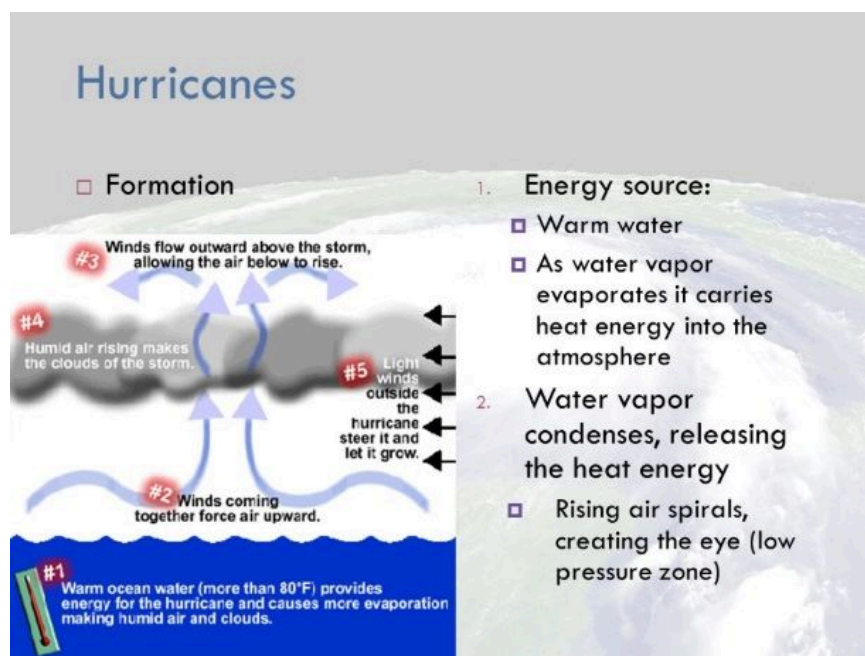 Hurricanes
Formation
#3
Winds flow outward above the storm,
allowing the air below to rise.
#4
Humid air rising makes
the clouds of the storm.
#5
Light
winds
outside
the
hurricane
steer it and
let it grow.
#2
Winds coming
together force air upward.
#1
Warm ocean water (more than 80°F) provides
energy for the hurricane and causes more evaporation
making humid air and clouds.
1. Energy source:
Warm water
As water vapor
evaporates it carries
heat energy into the
atmosphere
2. Water vapor
condenses, releasing
the heat energy
Rising air spirals,
creating the eye (low
pressure zone)